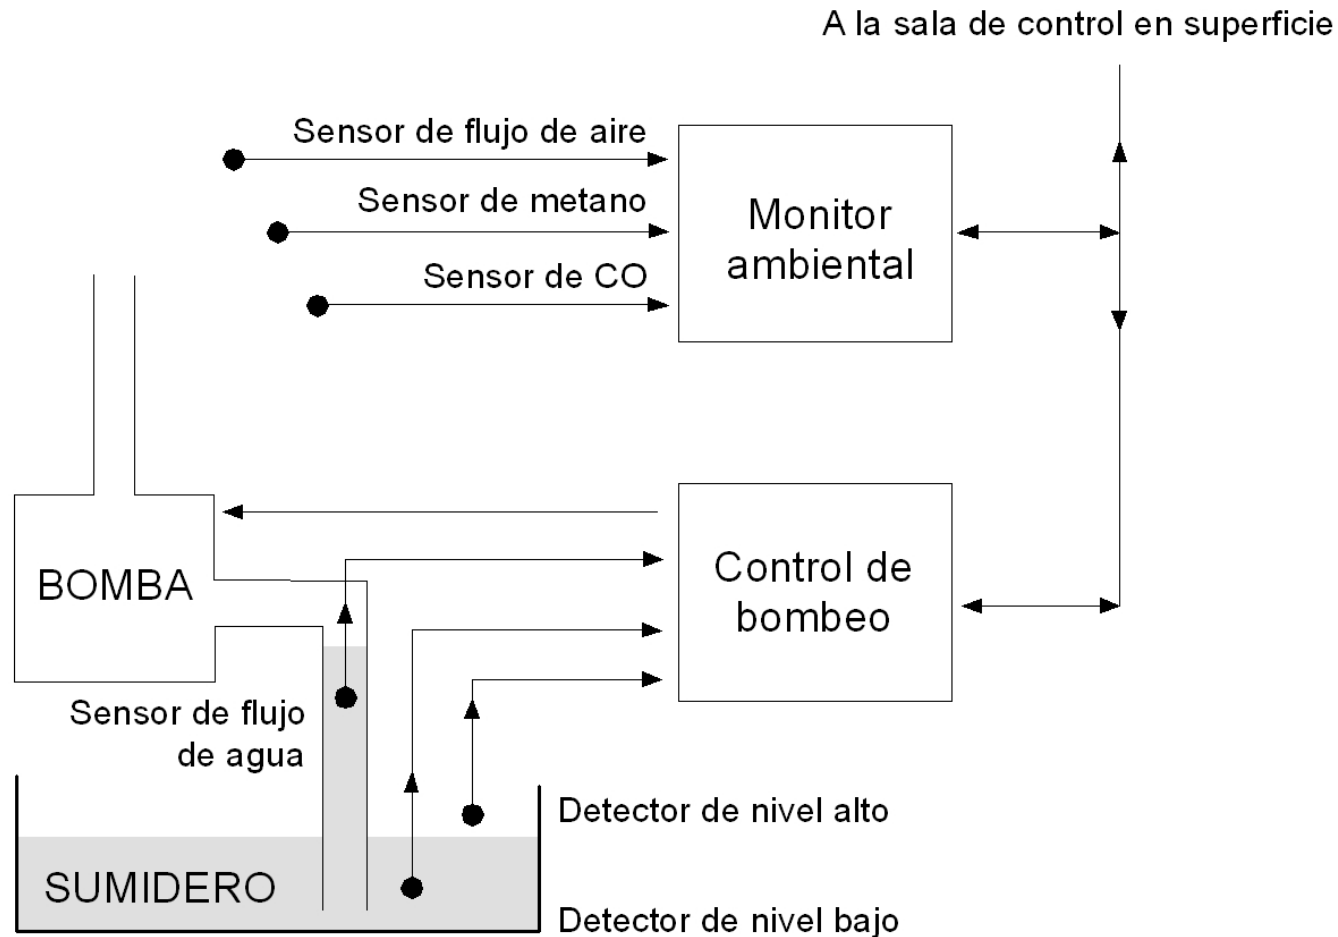 A la sala de control en superficie
Sensor de flujo de aire
Sensor de metano
Sensor de CO
Monitor
ambiental
BOMBA
Control de
bombeo
Sensor de flujo
de agua
Detector de nivel alto
SUMIDERO
Detector de nivel bajo